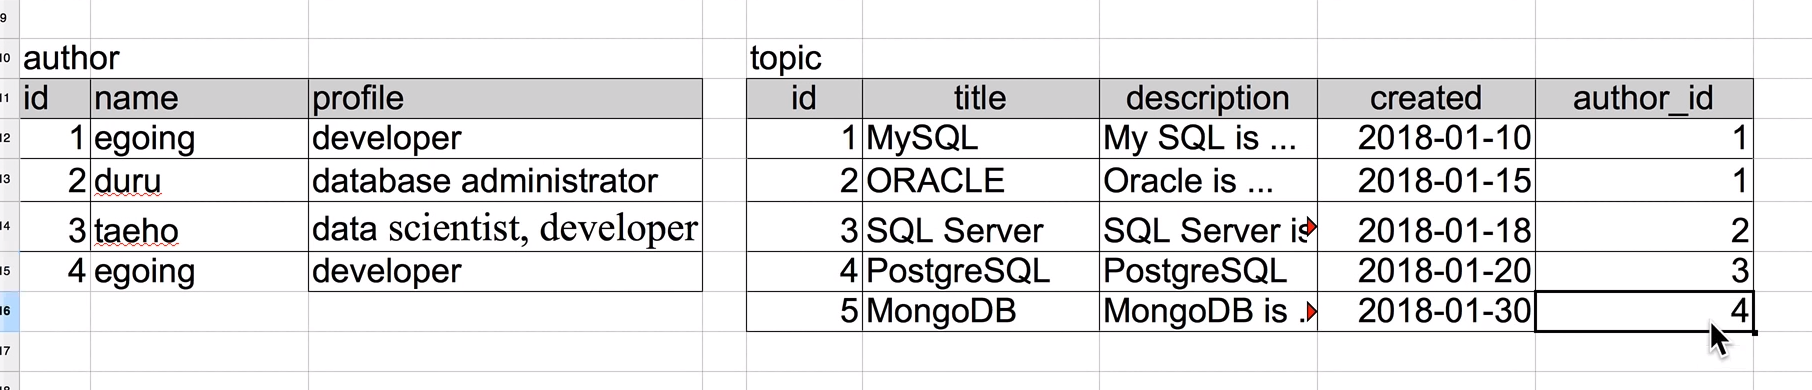 9
10 author topic
11 id name profile id title description created author_id
12 1 egoing developer 1 MySQL My SQL is ... 2018-01-10 1
13 2 duru database administrator 2 ORACLE Oracle is ... 2018-01-15 1
14 3 taeho data scientist, developer 3 SQL Server SQL Server is 2018-01-18 2
15 4 egoing developer 4 PostgreSQL PostgreSQL 2018-01-20 3
16 5 MongoDB MongoDB is . 2018-01-30 4
17
18